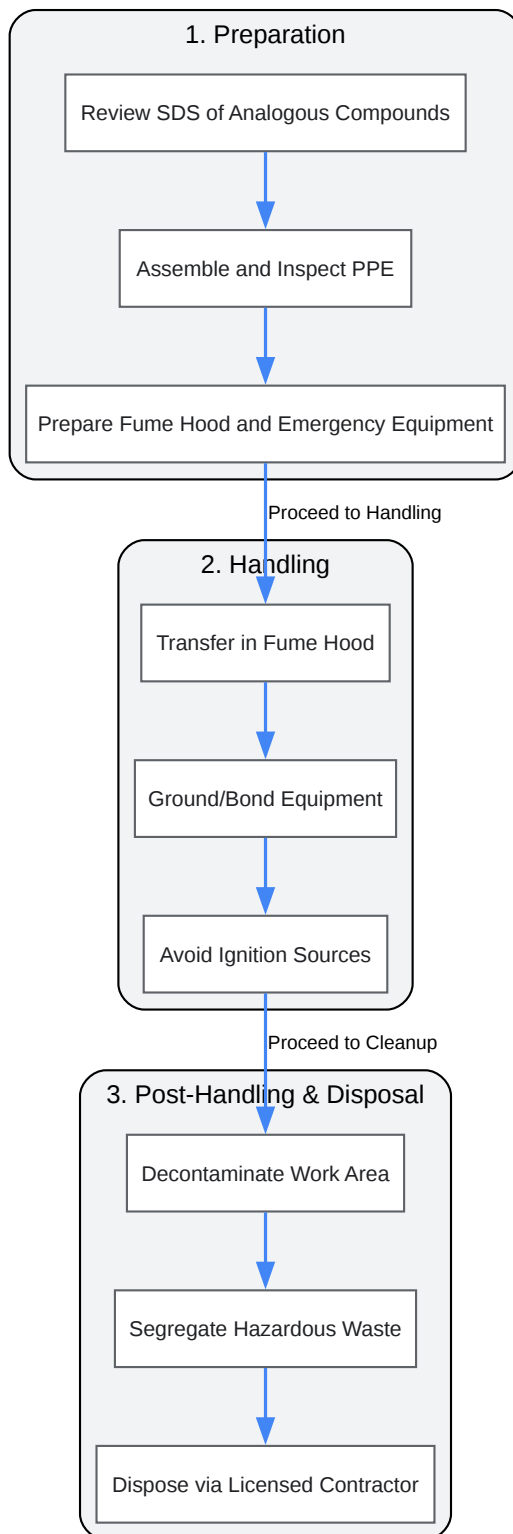 1. Preparation
Review SDS of Analogous Compounds
Assemble and Inspect PPE
Prepare Fume Hood and Emergency Equipment
Proceed to Handling
2. Handling
Transfer in Fume Hood
Ground/Bond Equipment
Avoid Ignition Sources
Proceed to Cleanup
3. Post-Handling & Disposal
Decontaminate Work Area
Segregate Hazardous Waste
Dispose via Licensed Contractor